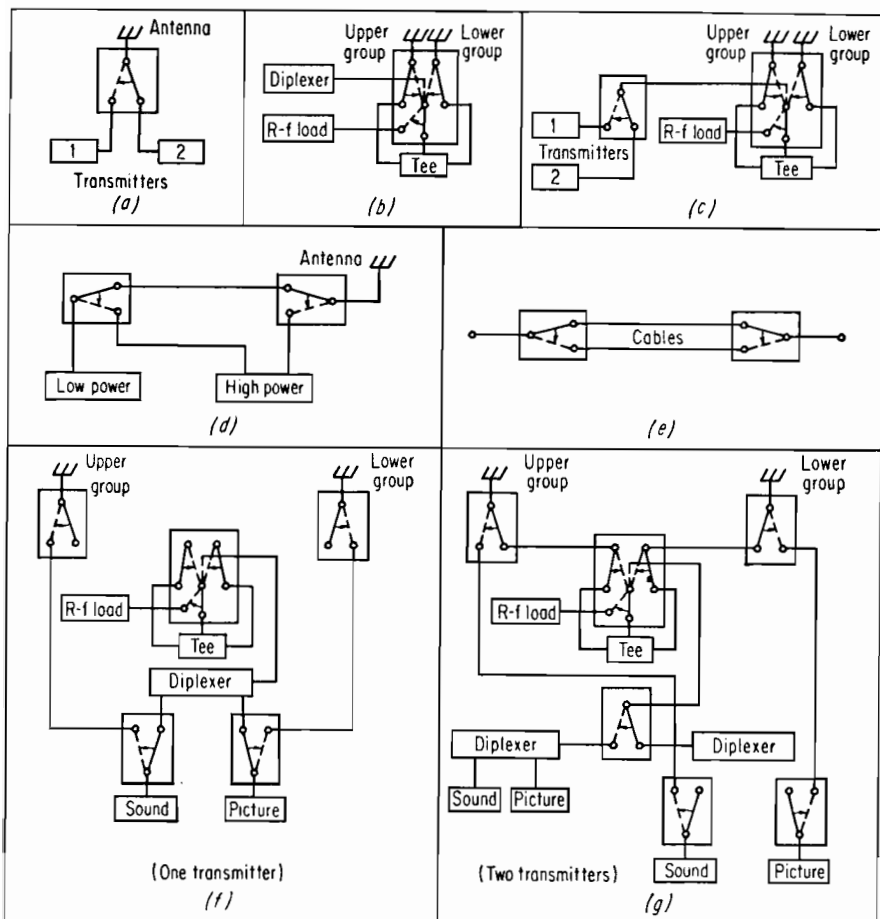 Antenna
1
2
Transmitters
(a)
Upper
group
Lower
group
Diplexer
R-f load
Tee
(b)
Upper
group
Lower
group
1
Transmitters
2
R-f load
Tee
(c)
Antenna
Low power
High power
(d)
Cables
(e)
Upper
group
Lower
group
R-f load
Tee
Diplexer
Sound
Picture
(One transmitter)
(f)
Upper
group
Lower
group
R-f load
Tee
Diplexer
Diplexer
Sound
Picture
(Two transmitters)
Sound
Picture
(g)